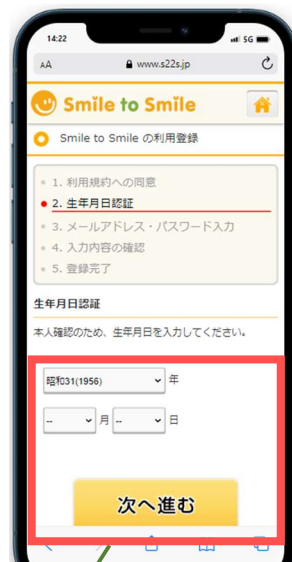 14:22
5G
AA
www.s22s.jp
Smile to Smile
Smile to Smile の利用登録
1. 利用規約への同意
2. 生年月日認証
3. メールアドレス・パスワード入力
4. 入力内容の確認
5. 登録完了
生年月日認証
本人確認のため、生年月日を入力してください。
昭和31(1956) 年
-- 月 -- 日
次へ進む